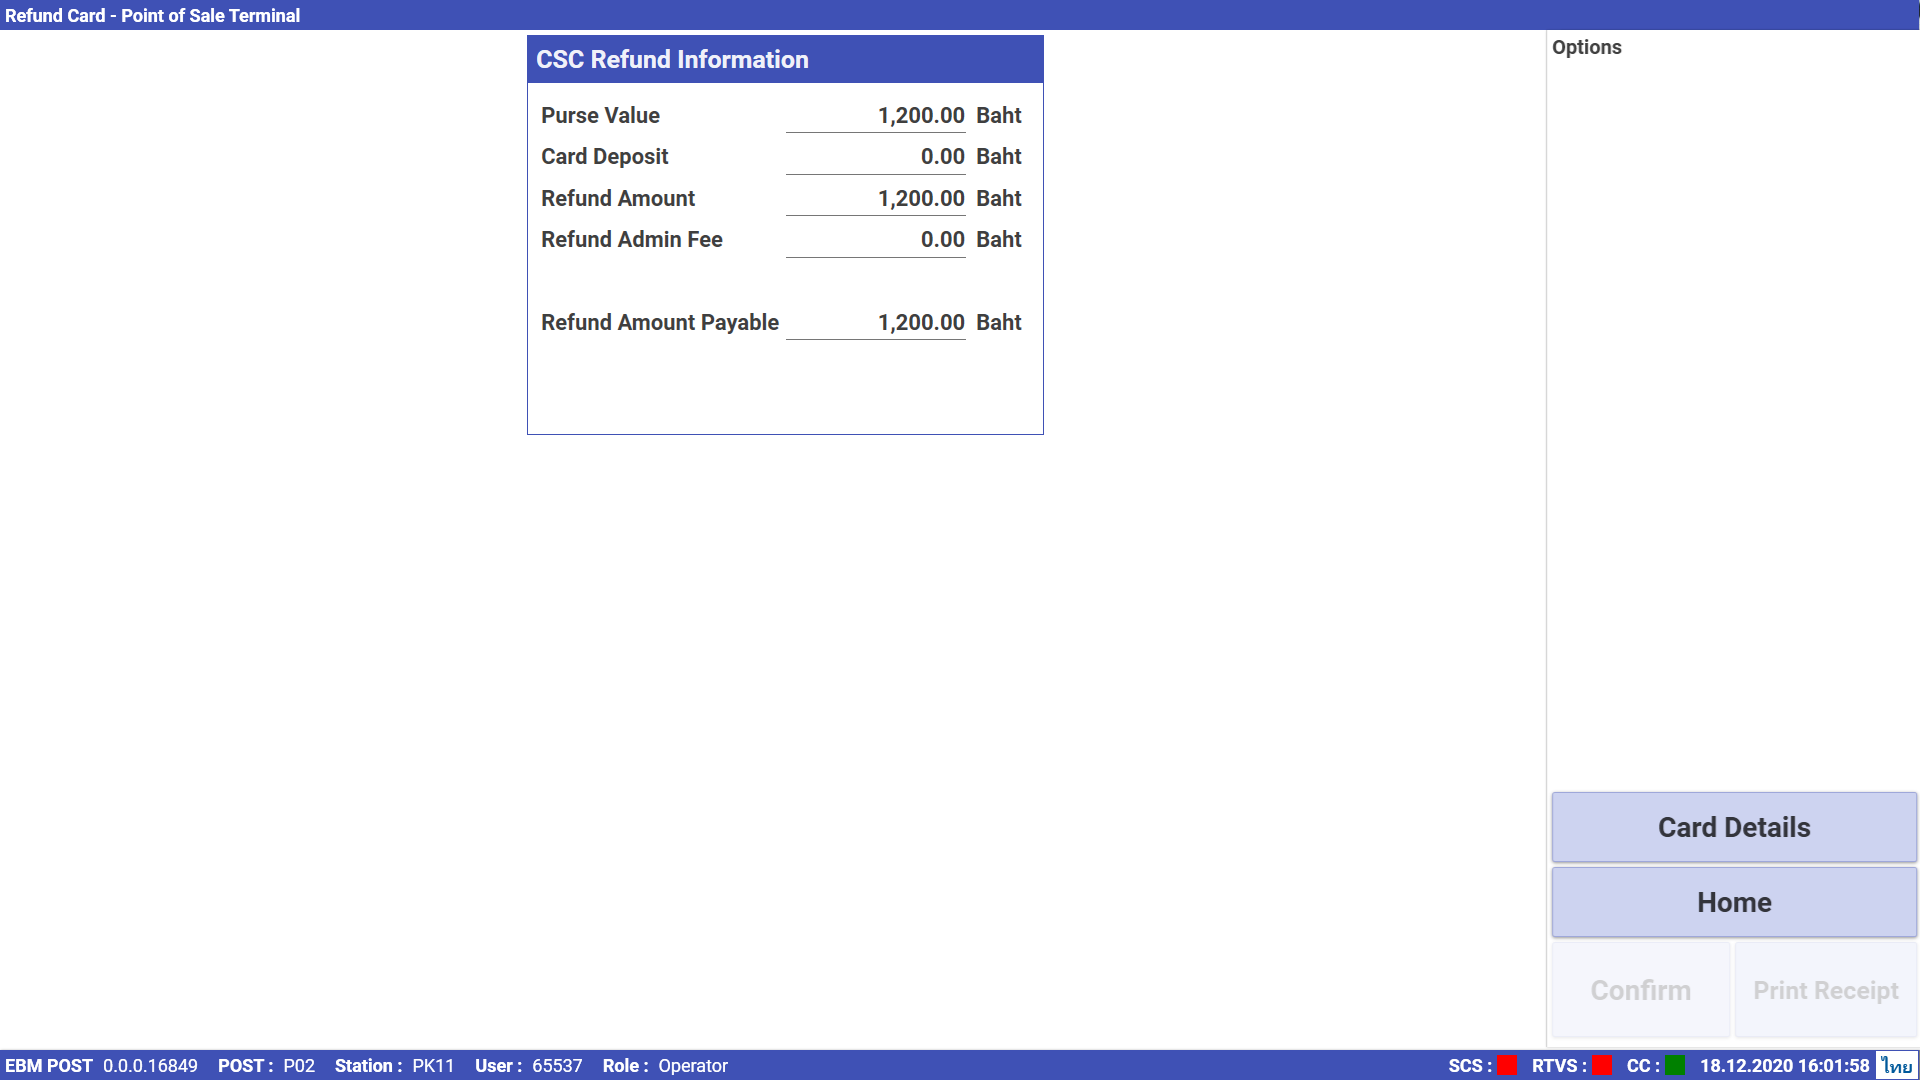 Refund Card - Point of Sale Terminal
CSC Refund Information
Purse Value 1,200.00 Baht
Card Deposit 0.00 Baht
Refund Amount 1,200.00 Baht
Refund Admin Fee 0.00 Baht
Refund Amount Payable 1,200.00 Baht
Options
Card Details
Home
Confirm Print Receipt
EBM POST 0.0.0.16849 POST : P02 Station : PK11 User : 65537 Role : Operator SCS : RTVS : CC : 18.12.2020 16:01:58 ไทย